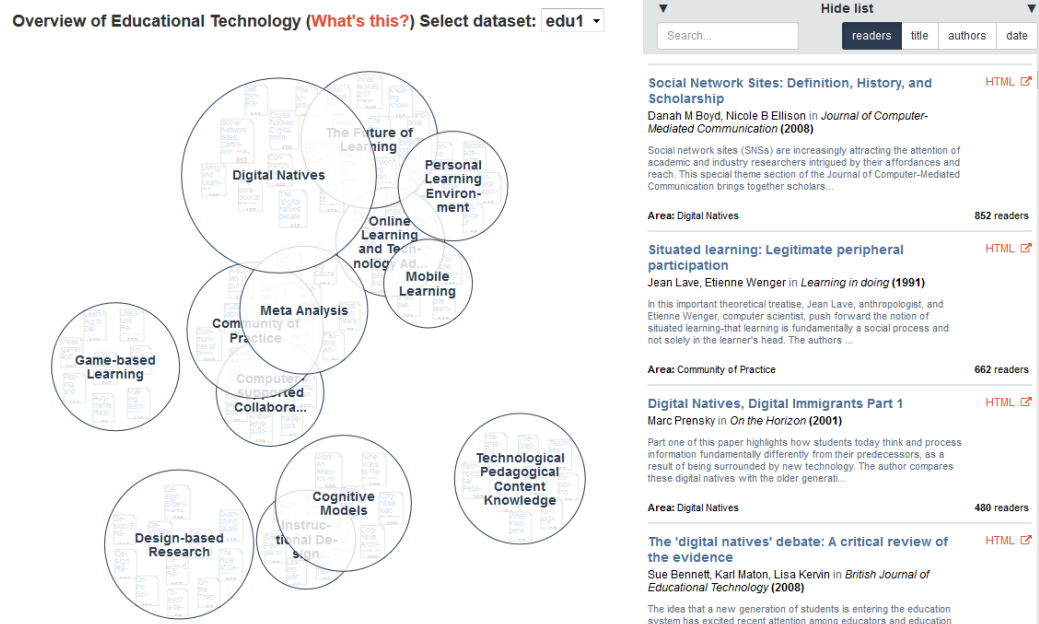 Overview of Educational Technology (What's this?) Select dataset: edu1
Digital Natives
The Future of
Learning
Personal
Learning
Environ-
ment
Online
Learning
and Tech-
nology Ad...
Mobile
Learning
Meta Analysis
Community of
Practice
Computer-
supported
Collabora...
Game-based
Learning
Technological
Pedagogical
Content
Knowledge
Cognitive
Models
Instruc-
tional De-
sign
Design-based
Research
Hide list
Search...
readers title authors date
Social Network Sites: Definition, History, and
Scholarship
HTML
Danah M Boyd, Nicole B Ellison in Journal of Computer-
Mediated Communication (2008)
Social network sites (SNSs) are increasingly attracting the attention of
academic and industry researchers intrigued by their affordances and
reach. This special theme section of the Journal of Computer-Mediated
Communication brings together scholars...
Area: Digital Natives 852 readers
Situated learning: Legitimate peripheral
participation
HTML
Jean Lave, Etienne Wenger in Learning in doing (1991)
In this important theoretical treatise, Jean Lave, anthropologist, and
Etienne Wenger, computer scientist, push forward the notion of
situated learning-that learning is fundamentally a social process and
not solely in the learner's head. The authors ...
Area: Community of Practice 662 readers
Digital Natives, Digital Immigrants Part 1
HTML
Marc Prensky in On the Horizon (2001)
Part one of this paper highlights how students today think and process
information fundamentally differently from their predecessors, as a
result of being surrounded by new technology. The author compares
these digital natives with the older generati...
Area: Digital Natives 480 readers
The 'digital natives' debate: A critical review of
the evidence
HTML
Sue Bennett, Karl Maton, Lisa Kervin in British Journal of
Educational Technology (2008)
The idea that a new generation of students is entering the education
system has excited recent attention among educators and education